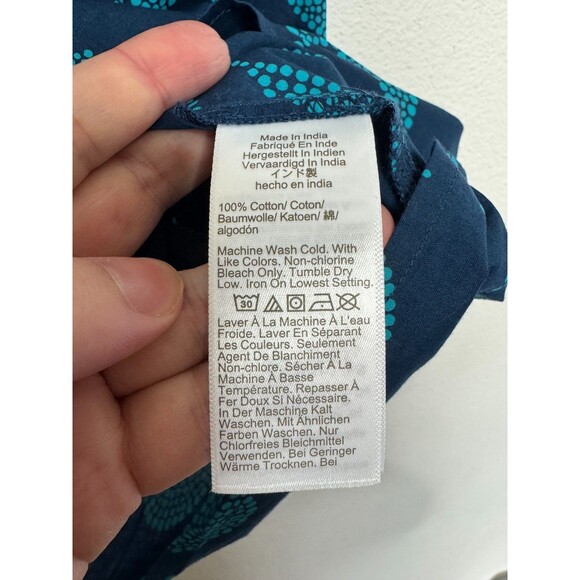 Made In India
Fabriqué En Inde
Hergestellt In Indien
Vervaardigd In India
インド製
hecho en india
100% Cotton/ Coton/
Baumwolle/ Katoen/ 綿/
algodón
Machine Wash Cold. With
Like Colors. Non-chlorine
Bleach Only. Tumble Dry
Low. Iron On Lowest Setting.
30
Laver À La Machine À L'eau
Froide. Laver En Séparant
Les Couleurs. Seulement
Agent De Blanchiment
Non-chlore. Sécher À La
Machine À Basse
Température. Repasser À
Fer Doux Si Nécessaire.
In Der Maschine Kalt
Waschen. Mit Ähnlichen
Farben Waschen. Nur
Chlorfreies Bleichmittel
Verwenden. Bei Geringer
Wärme Trocknen. Bei